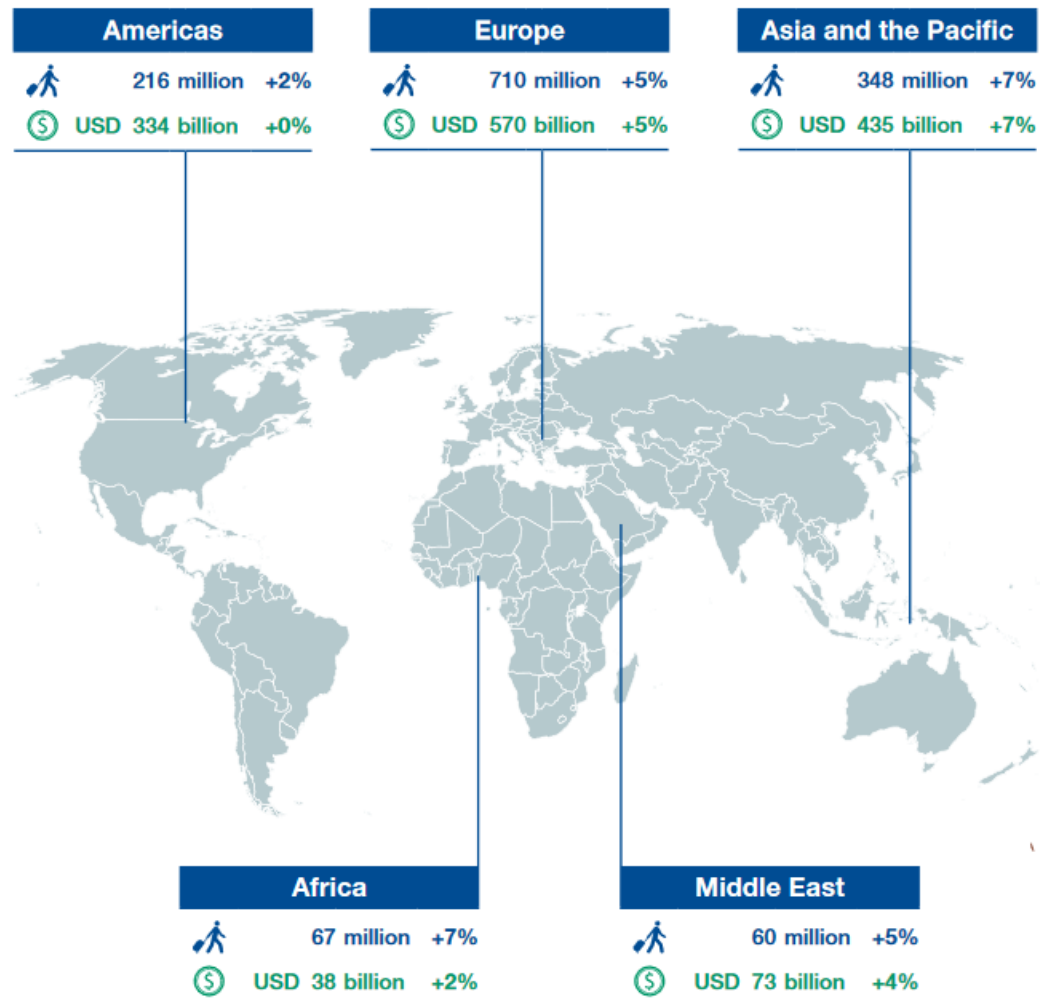 Americas
216 million +2%
USD 334 billion +0%
Europe
710 million +5%
USD 570 billion +5%
Asia and the Pacific
348 million +7%
USD 435 billion +7%
Africa
67 million +7%
USD 38 billion +2%
Middle East
60 million +5%
USD 73 billion +4%